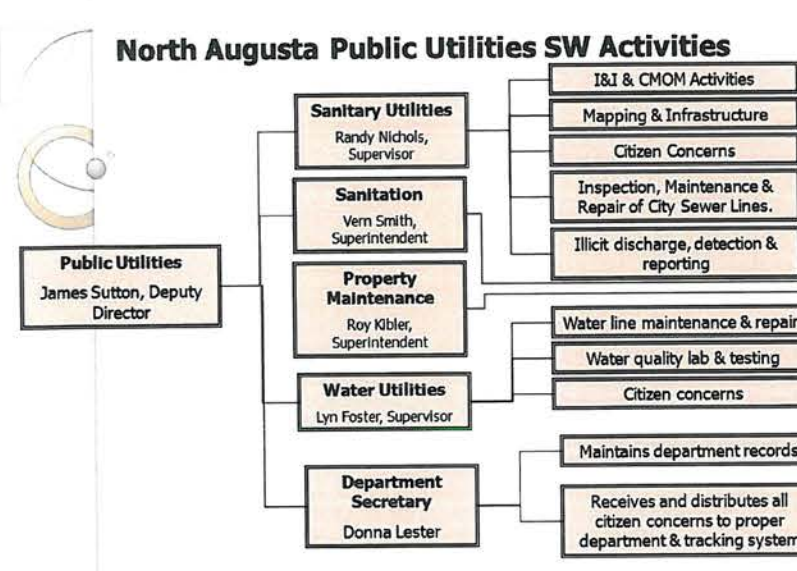 North Augusta Public Utilities SW Activities
Public Utilities
James Sutton, Deputy
Director
Sanitary Utilities
Randy Nichols,
Supervisor
Sanitation
Vern Smith,
Superintendent
Property
Maintenance
Roy Kibler,
Superintendent
Water Utilities
Lyn Foster, Supervisor
Department
Secretary
Donna Lester
I&I & CMOM Activities
Mapping & Infrastructure
Citizen Concerns
Inspection, Maintenance &
Repair of City Sewer Lines.
Illicit discharge, detection &
reporting
Water line maintenance & repair
Water quality lab & testing
Citizen concerns
Maintains department records
Receives and distributes all
citizen concerns to proper
department & tracking system